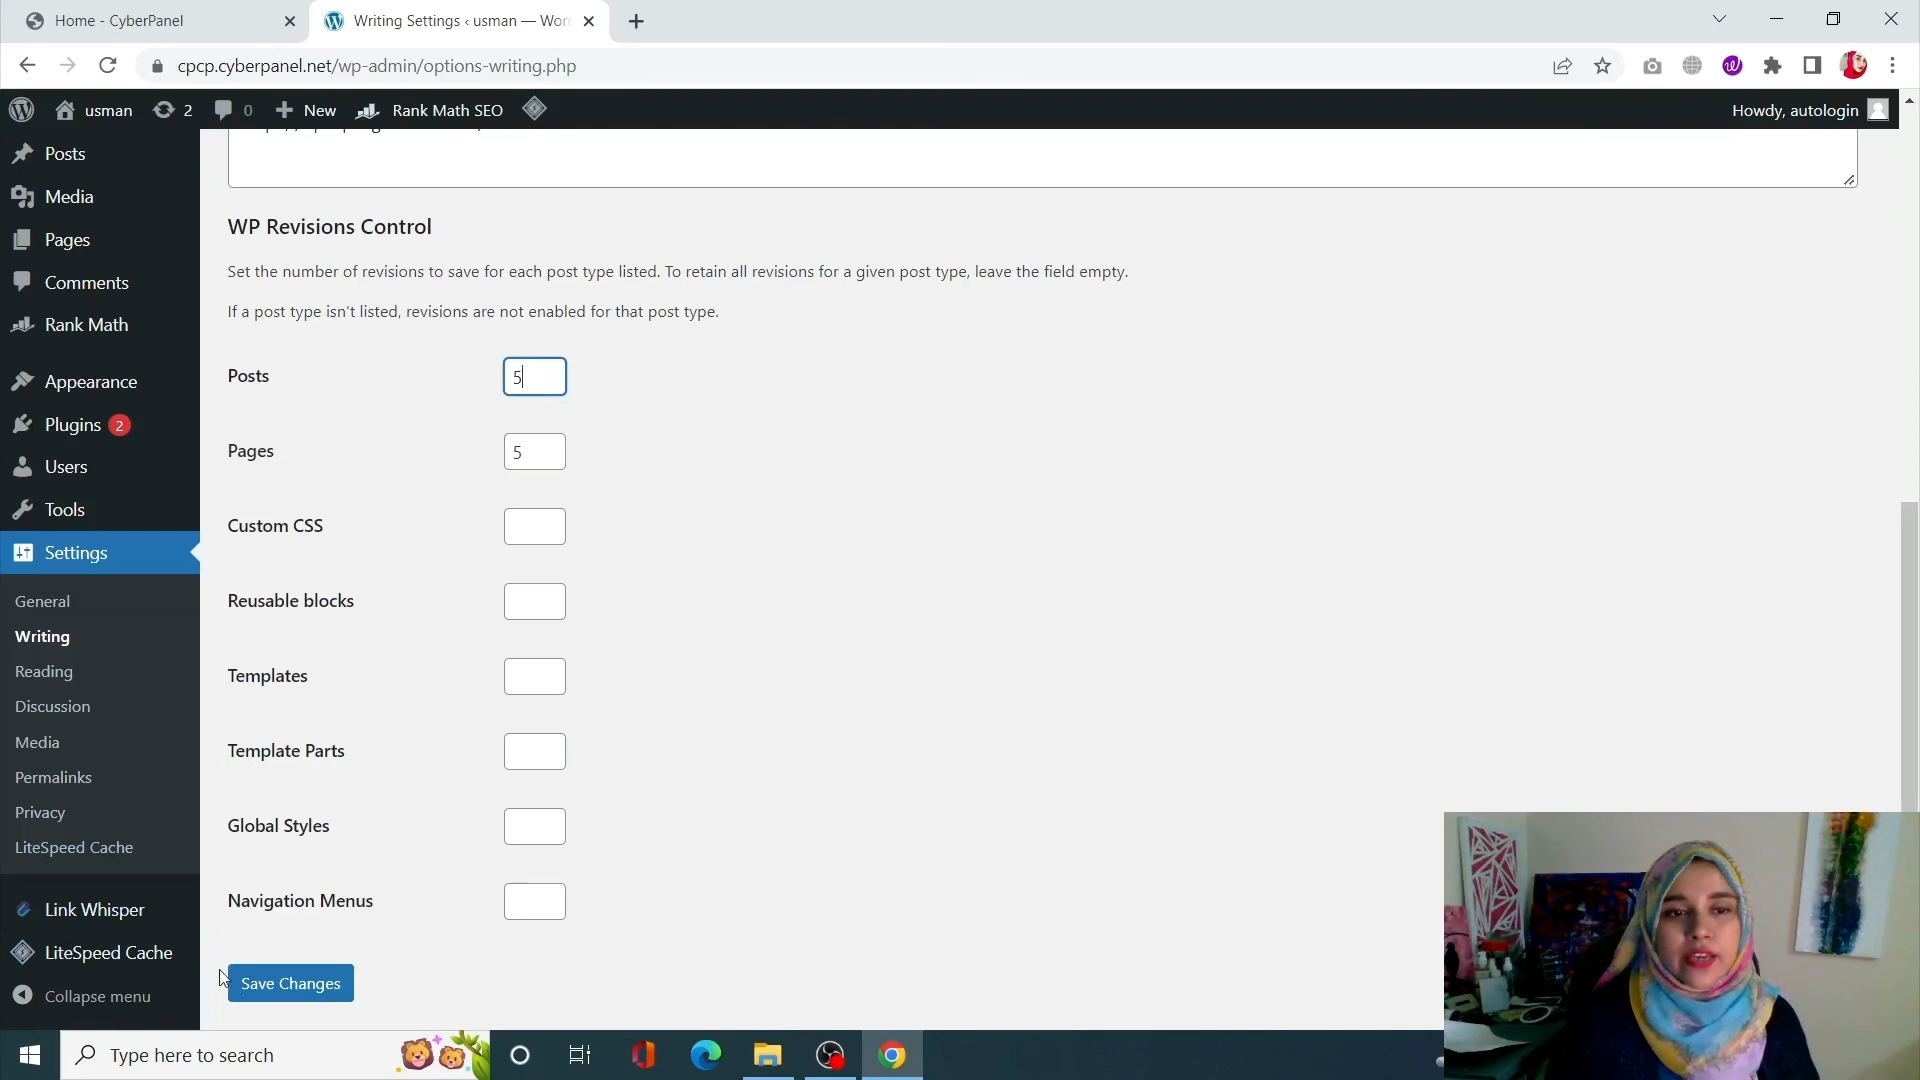 Home - CyberPanel
Writing Settings ‹ usman — Wor
cpcp.cyberpanel.net/wp-admin/options-writing.php
usman
2
0
New
Rank Math SEO
Howdy, autologin
Posts
Media
Pages
Comments
Rank Math
Appearance
Plugins 2
Users
Tools
Settings
General
Writing
Reading
Discussion
Media
Permalinks
Privacy
LiteSpeed Cache
Link Whisper
LiteSpeed Cache
Collapse menu
WP Revisions Control
Set the number of revisions to save for each post type listed. To retain all revisions for a given post type, leave the field empty.
If a post type isn't listed, revisions are not enabled for that post type.
Posts 5
Pages 5
Custom CSS
Reusable blocks
Templates
Template Parts
Global Styles
Navigation Menus
Save Changes
Type here to search